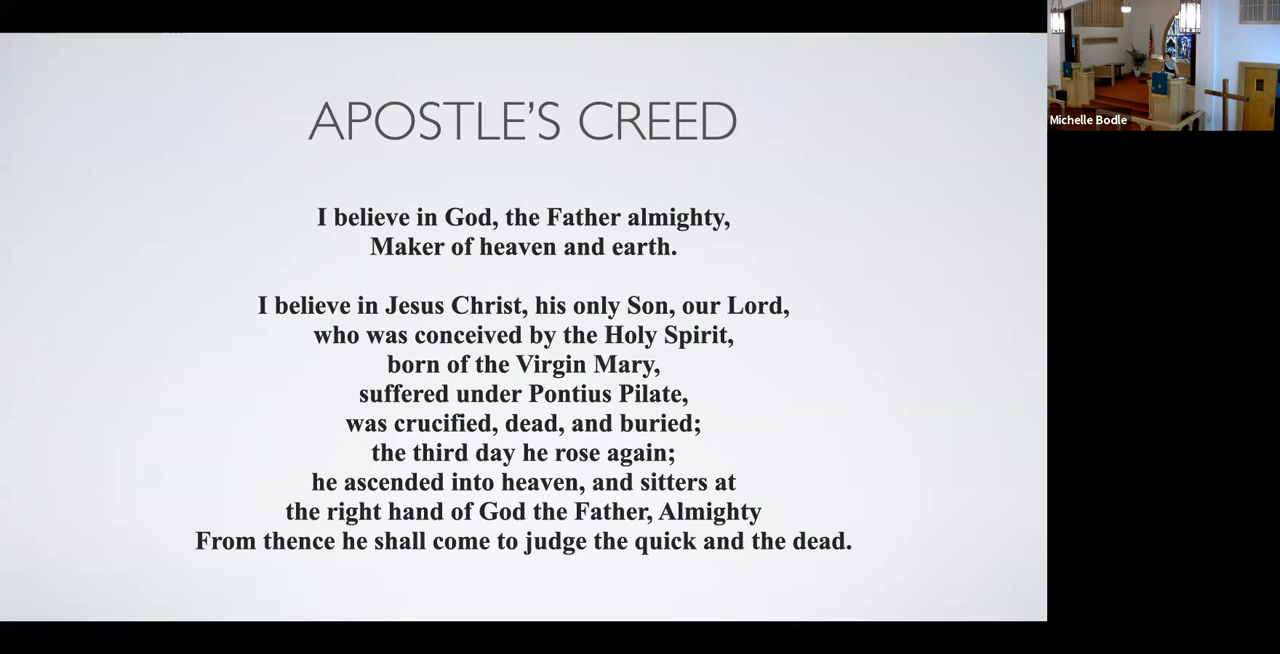 APOSTLE'S CREED
I believe in God, the Father almighty,
Maker of heaven and earth.
I believe in Jesus Christ, his only Son, our Lord,
who was conceived by the Holy Spirit,
born of the Virgin Mary,
suffered under Pontius Pilate,
was crucified, dead, and buried;
the third day he rose again;
he ascended into heaven, and sitters at
the right hand of God the Father, Almighty
From thence he shall come to judge the quick and the dead.
Michelle Bodle